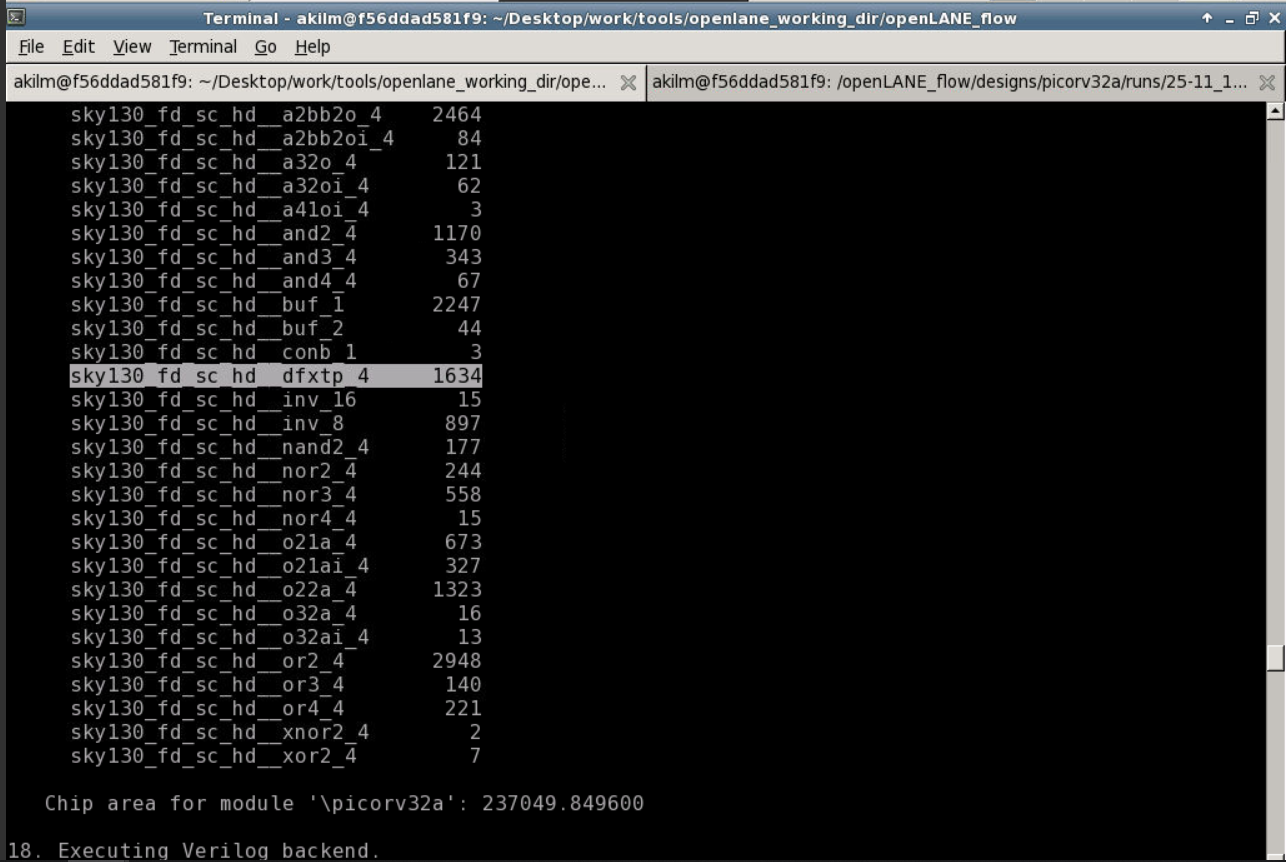 Terminal - akilm@f56ddad581f9: ~/Desktop/work/tools/openlane_working_dir/openLANE_flow
File Edit View Terminal Go Help
akilm@f56ddad581f9: ~/Desktop/work/tools/openlane_working_dir/ope... akilm@f56ddad581f9: /openLANE_flow/designs/picorv32a/runs/25-11_1...
sky130_fd_sc_hd__a2bb2o_4 2464
sky130_fd_sc_hd__a2bb2oi_4 84
sky130_fd_sc_hd__a32o_4 121
sky130_fd_sc_hd__a32oi_4 62
sky130_fd_sc_hd__a41oi_4 3
sky130_fd_sc_hd__and2_4 1170
sky130_fd_sc_hd__and3_4 343
sky130_fd_sc_hd__and4_4 67
sky130_fd_sc_hd__buf_1 2247
sky130_fd_sc_hd__buf_2 44
sky130_fd_sc_hd__conb_1 3
sky130_fd_sc_hd__dfxtp_4 1634
sky130_fd_sc_hd__inv_16 15
sky130_fd_sc_hd__inv_8 897
sky130_fd_sc_hd__nand2_4 177
sky130_fd_sc_hd__nor2_4 244
sky130_fd_sc_hd__nor3_4 558
sky130_fd_sc_hd__nor4_4 15
sky130_fd_sc_hd__o21a_4 673
sky130_fd_sc_hd__o21ai_4 327
sky130_fd_sc_hd__o22a_4 1323
sky130_fd_sc_hd__o32a_4 16
sky130_fd_sc_hd__o32ai_4 13
sky130_fd_sc_hd__or2_4 2948
sky130_fd_sc_hd__or3_4 140
sky130_fd_sc_hd__or4_4 221
sky130_fd_sc_hd__xnor2_4 2
sky130_fd_sc_hd__xor2_4 7
Chip area for module '\picorv32a': 237049.849600
18. Executing Verilog backend.